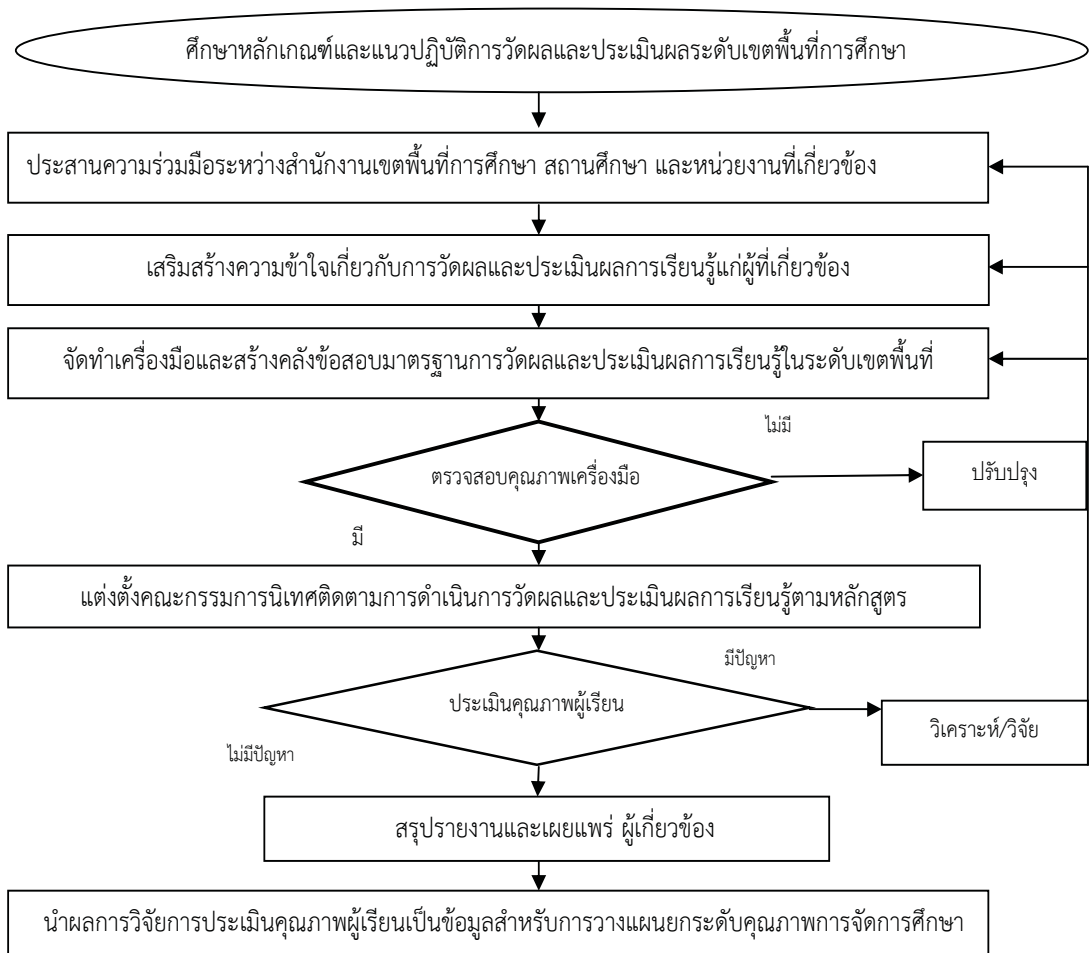 ศึกษาหลักเกณฑ์และแนวปฏิบัติการวัดผลและประเมินผลระดับเขตพื้นที่การศึกษา
ประสานความร่วมมือระหว่างสำนักงานเขตพื้นที่การศึกษา สถานศึกษา และหน่วยงานที่เกี่ยวข้อง
เสริมสร้างความข้าใจเกี่ยวกับการวัดผลและประเมินผลการเรียนรู้แก่ผู้ที่เกี่ยวข้อง
จัดทำเครื่องมือและสร้างคลังข้อสอบมาตรฐานการวัดผลและประเมินผลการเรียนรู้ในระดับเขตพื้นที่
ไม่มี
ตรวจสอบคุณภาพเครื่องมือ
ปรับปรุง
มี
แต่งตั้งคณะกรรมการนิเทศติดตามการดำเนินการวัดผลและประเมินผลการเรียนรู้ตามหลักสูตร
มีปัญหา
ประเมินคุณภาพผู้เรียน
วิเคราะห์/วิจัย
ไม่มีปัญหา
สรุปรายงานและเผยแพร่ ผู้เกี่ยวข้อง
นำผลการวิจัยการประเมินคุณภาพผู้เรียนเป็นข้อมูลสำหรับการวางแผนยกระดับคุณภาพการจัดการศึกษา